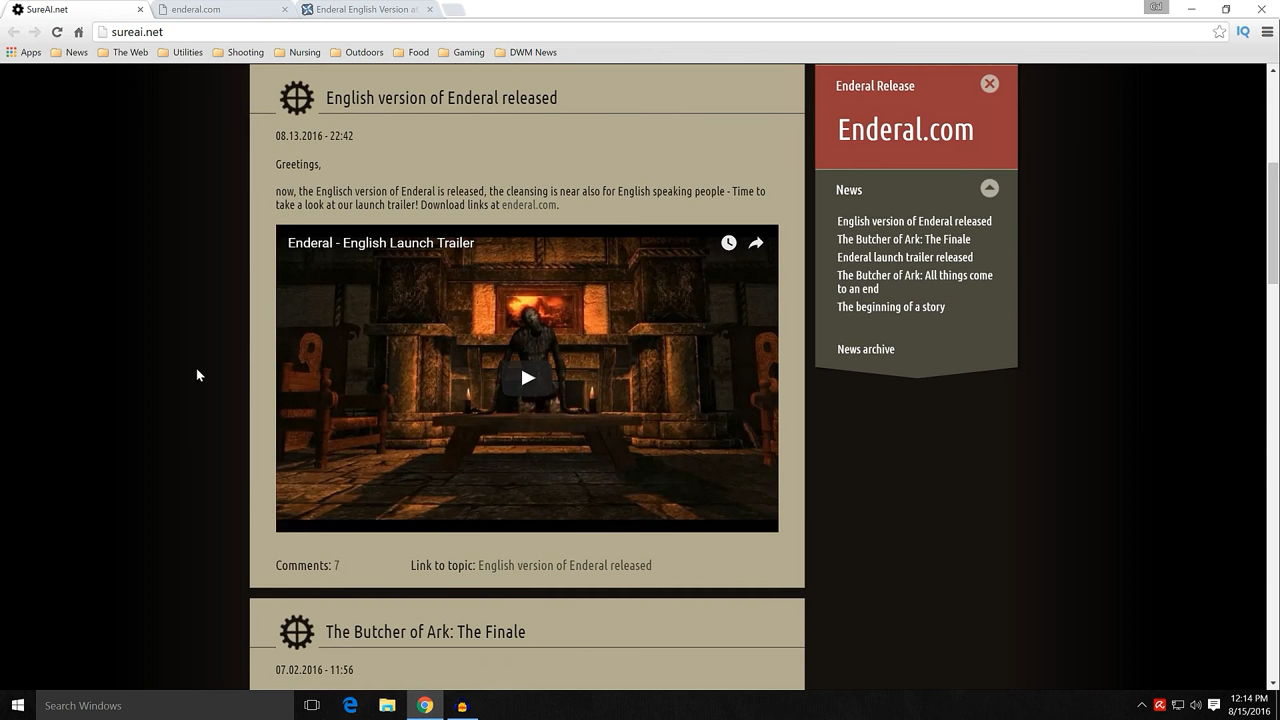 SureAI.net
enderal.com
Enderal English Version a
sureai.net
IQ
Apps
News
The Web
Utilities
Shooting
Nursing
Outdoors
Food
Gaming
DWM News
English version of Enderal released
08.13.2016 - 22:42
Greetings,
now, the Englisch version of Enderal is released, the cleansing is near also for English speaking people - Time to
take a look at our launch trailer! Download links at enderal.com.
Enderal - English Launch Trailer
Comments: 7
Link to topic: English version of Enderal released
The Butcher of Ark: The Finale
07.02.2016 - 11:56
Enderal Release
Enderal.com
News
English version of Enderal released
The Butcher of Ark: The Finale
Enderal launch trailer released
The Butcher of Ark: All things come
to an end
The beginning of a story
News archive
Search Windows
12:14 PM
8/15/2016